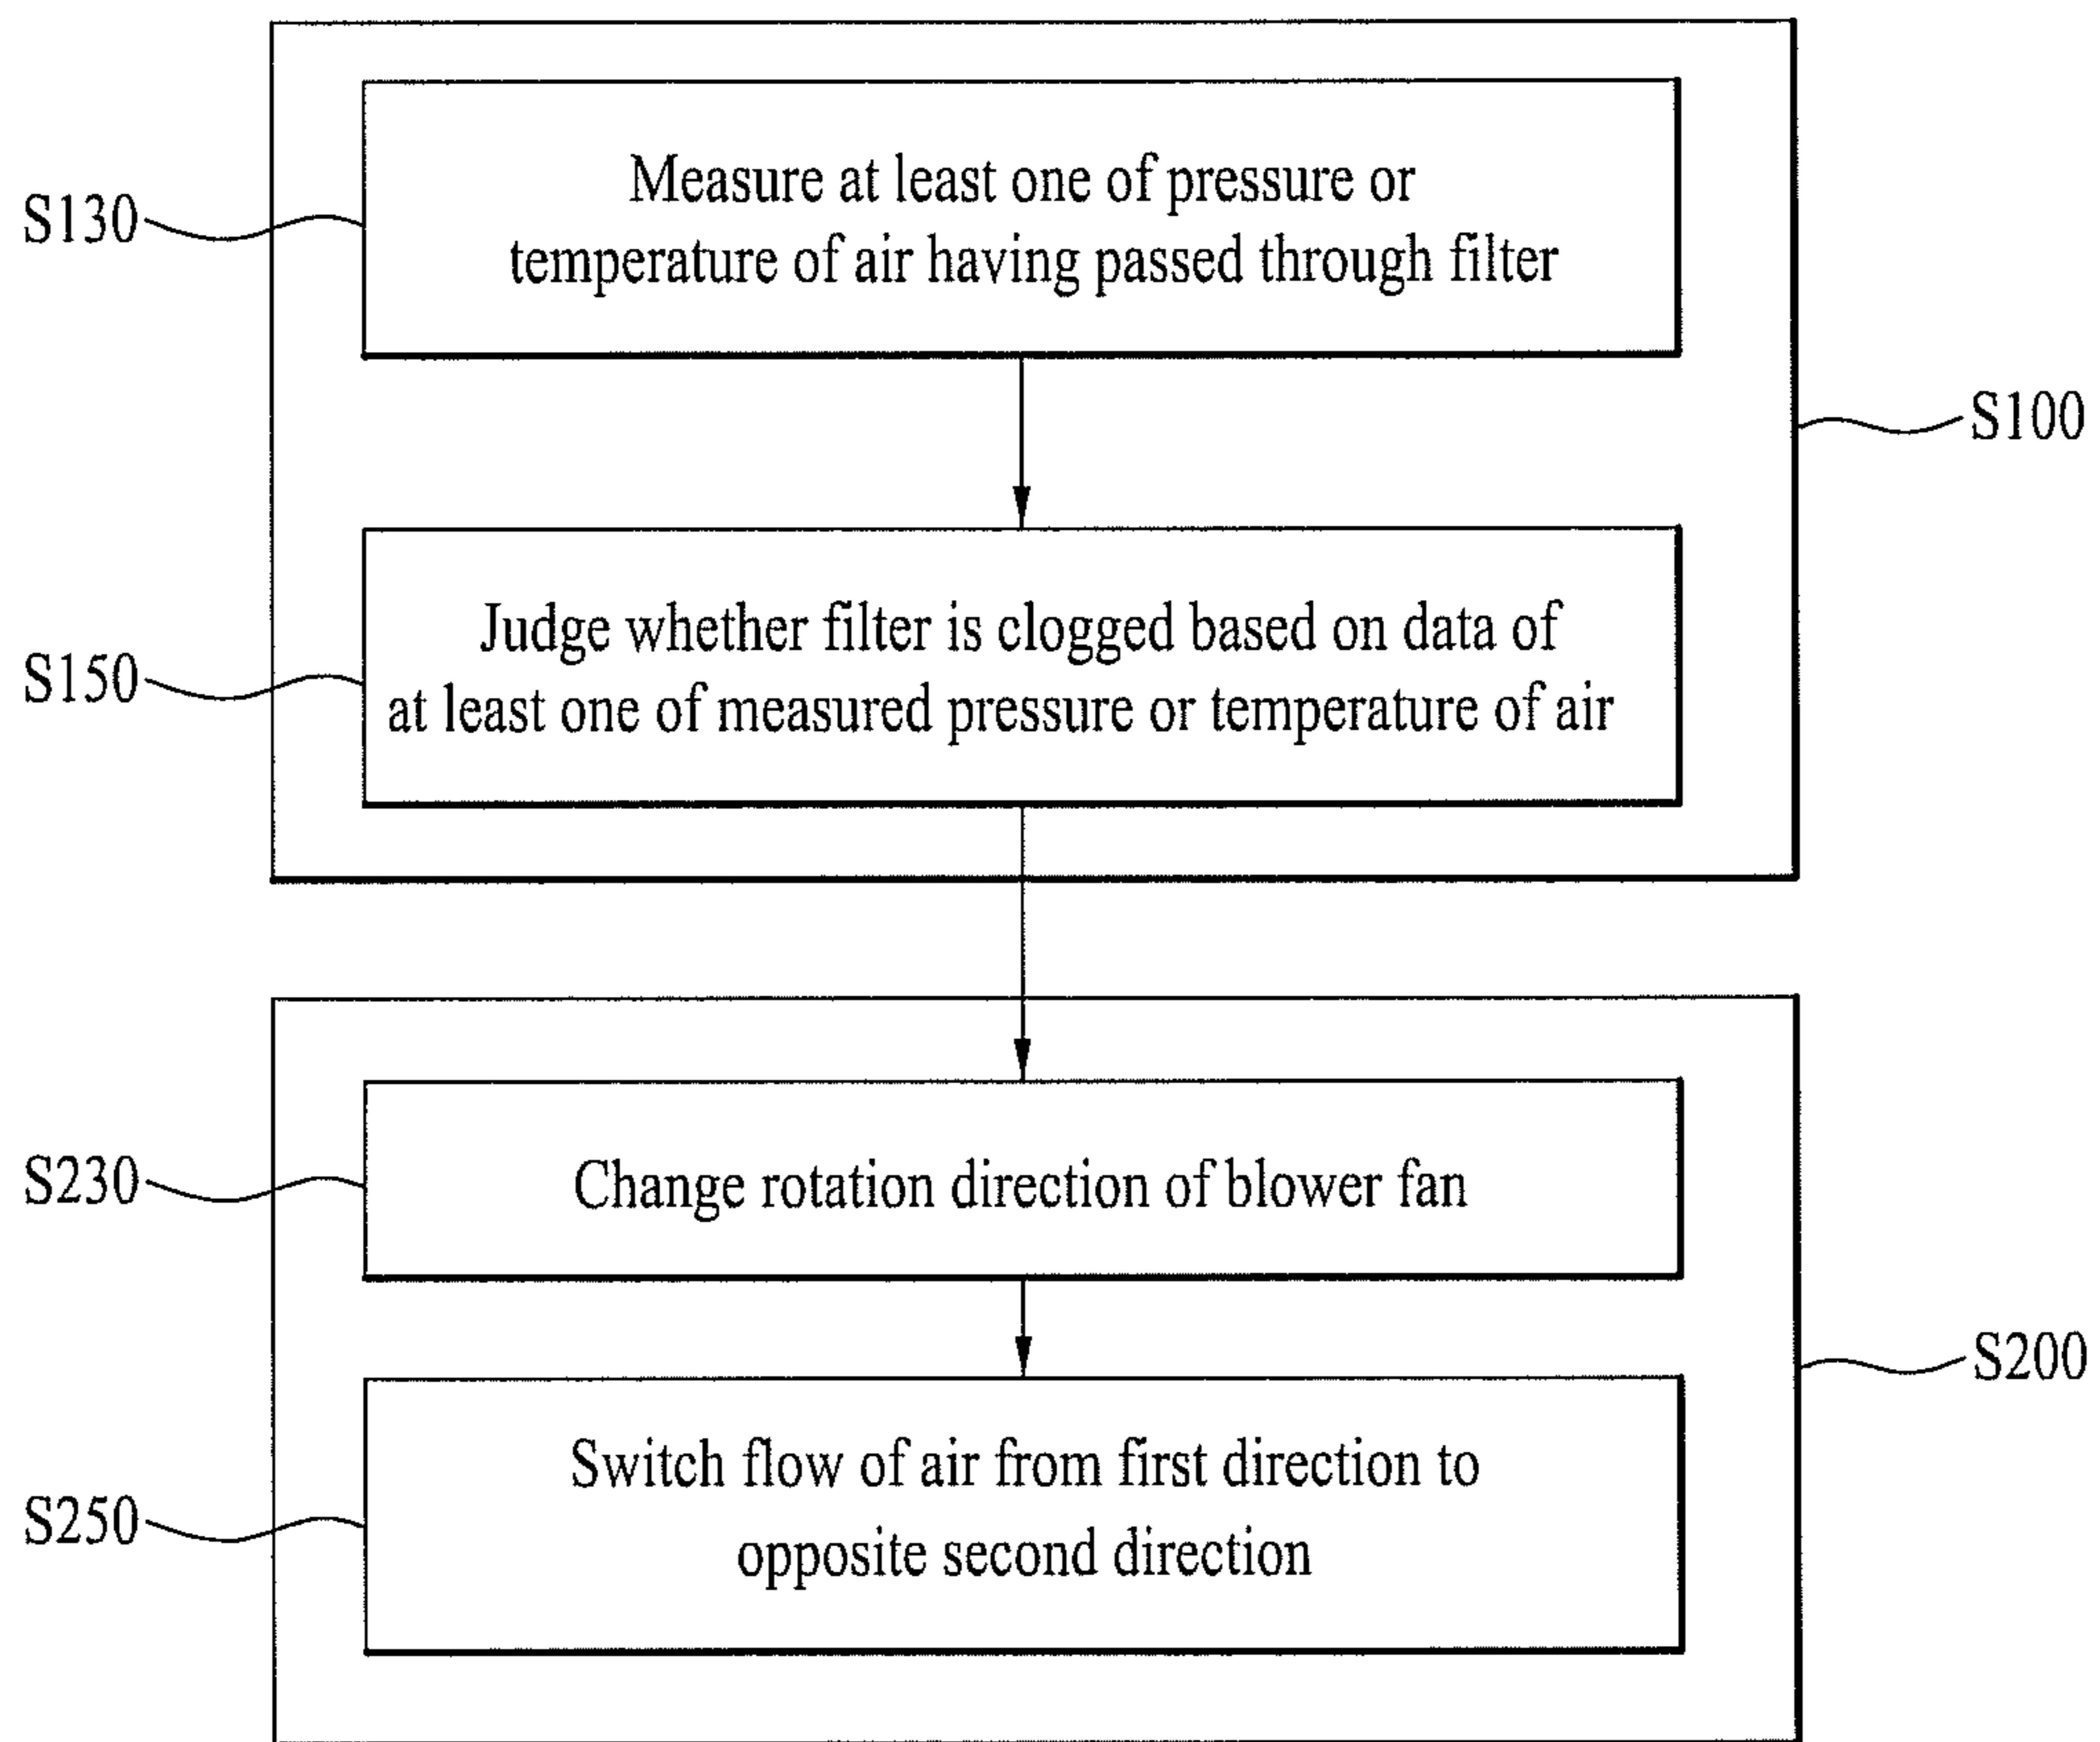 S130
Measure at least one of pressure or
temperature of air having passed through filter
S100
S150
Judge whether filter is clogged based on data of
at least one of measured pressure or temperature of air
S230
Change rotation direction of blower fan
S200
S250
Switch flow of air from first direction to
opposite second direction